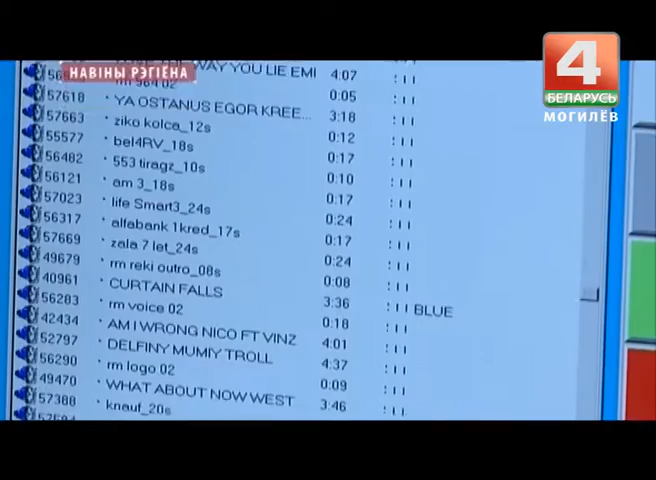 НАВІНЫ РЭГІЁНА
4
БЕЛАРУСЬ
МОГИЛЁВ
THE WAY YOU LIE EMI 4:07
0:05
57618 YA OSTANUS EGOR KREE... 3:18
57663 ziko kolca_12s 0:12
55577 bel4RV_18s 0:17
56482 553 tiragz_10s 0:10
56121 am 3_18s 0:17
57023 life Smart3_24s 0:24
56317 alfabank 1kred_17s 0:17
57669 zala 7 let_24s 0:24
49679 rm reki outro_08s 0:08
40961 CURTAIN FALLS 3:36 BLUE
56283 rm voice 02 0:18
42434 AM I WRONG NICO FT VINZ 4:01
52797 DELFINY MUMIY TROLL 4:37
56290 rm logo 02 0:09
49470 WHAT ABOUT NOW WEST 3:46
57388 knauf_20s